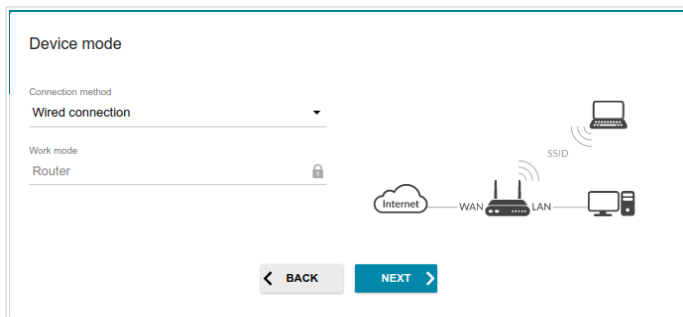 Device mode
Connection method
Wired connection
Work mode
Router
SSID
Internet
WAN
LAN
BACK
NEXT